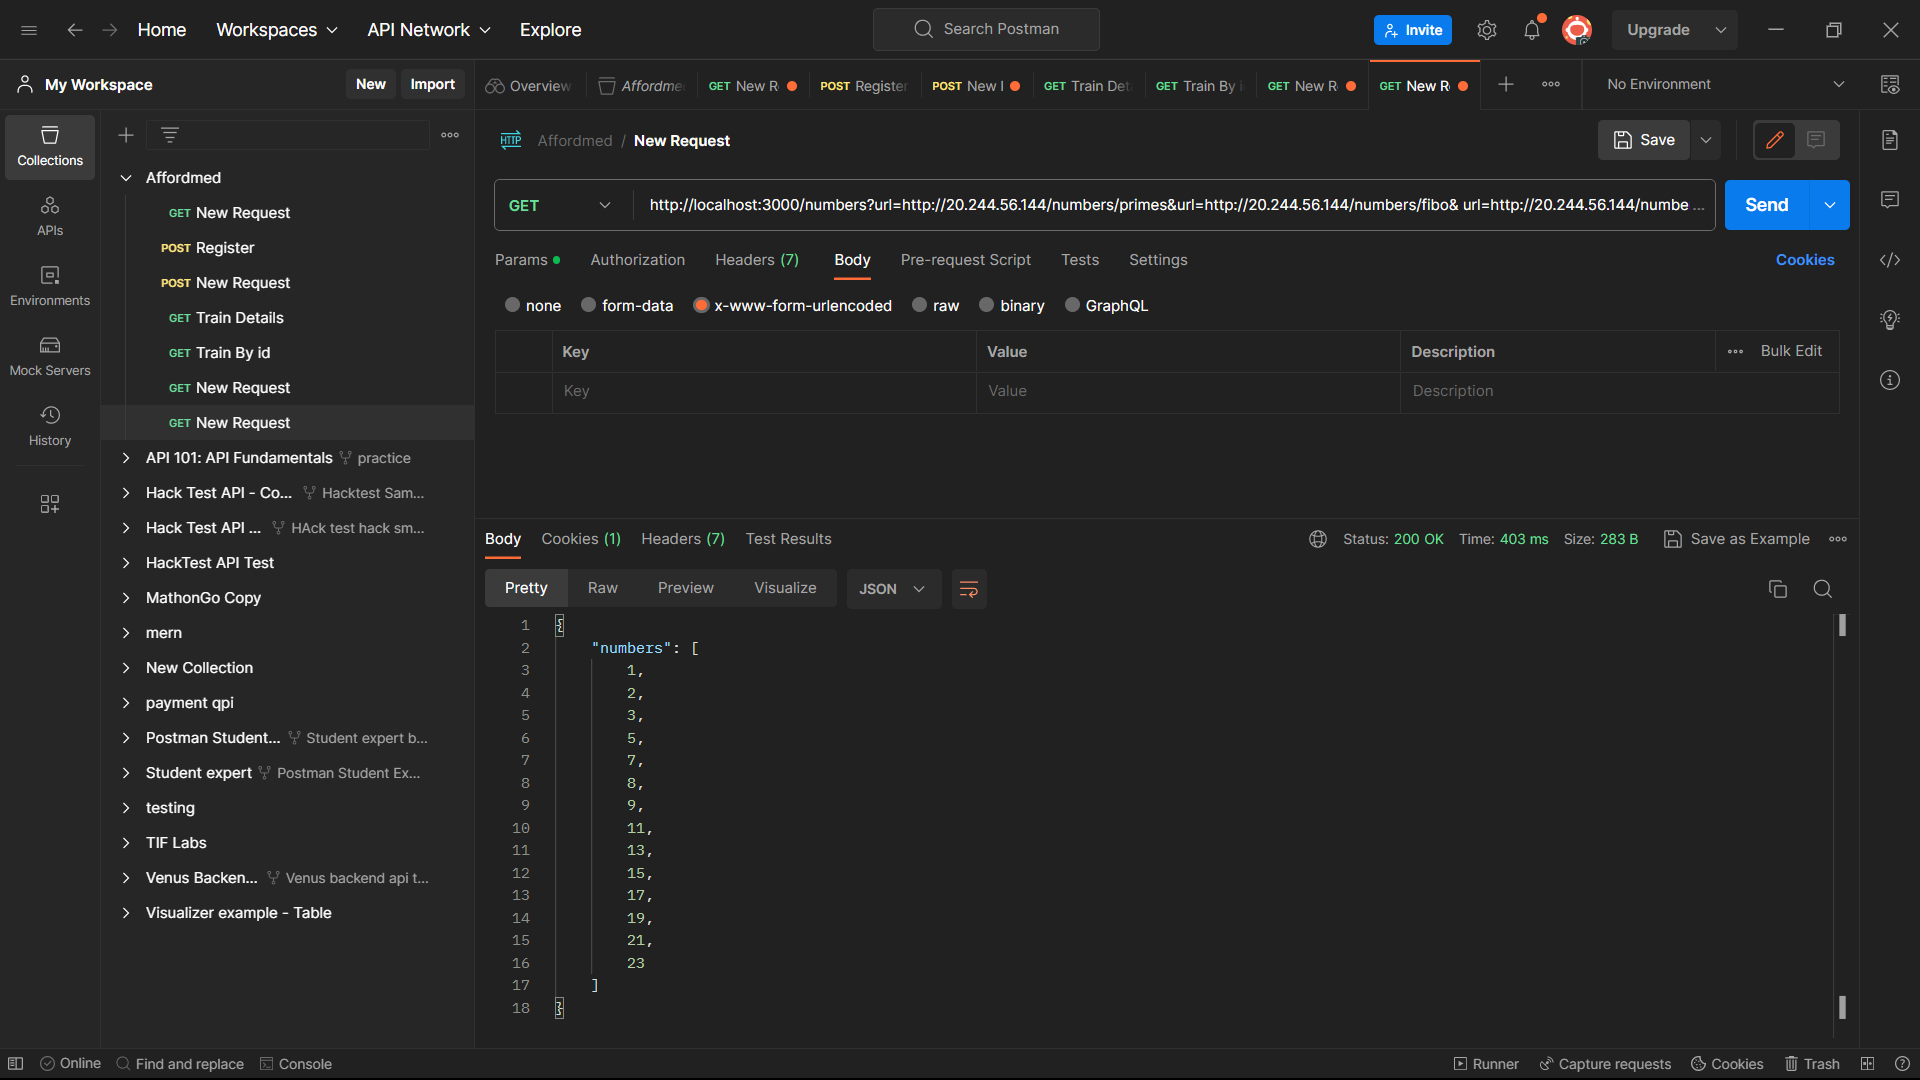 Home Workspaces API Network Explore Search Postman Invite Upgrade
My Workspace New Import Overview Affordme GET New R POST Register POST New I GET Train Det GET Train By i GET New R GET New R No Environment
Collections
APIs
Environments
Mock Servers
History
Affordmed
GET New Request
POST Register
POST New Request
GET Train Details
GET Train By id
GET New Request
GET New Request
API 101: API Fundamentals practice
Hack Test API - Co... Hacktest Sam...
Hack Test API ... HAck test hack sm...
HackTest API Test
MathonGo Copy
mern
New Collection
payment qpi
Postman Student... Student expert b...
Student expert Postman Student Ex...
testing
TIF Labs
Venus Backen... Venus backend api t...
Visualizer example - Table
HTTP Affordmed / New Request Save
GET http://localhost:3000/numbers?url=http://20.244.56.144/numbers/primes&url=http://20.244.56.144/numbers/fibo& url=http://20.244.56.144/numbe ... Send
Params Authorization Headers (7) Body Pre-request Script Tests Settings Cookies
none form-data x-www-form-urlencoded raw binary GraphQL
Key Value Description Bulk Edit
Key Value Description
Body Cookies (1) Headers (7) Test Results Status: 200 OK Time: 403 ms Size: 283 B Save as Example
Pretty Raw Preview Visualize JSON
1 {
2 "numbers": [
3 1,
4 2,
5 3,
6 5,
7 7,
8 8,
9 9,
10 11,
11 13,
12 15,
13 17,
14 19,
15 21,
16 23
17 ]
18 }
Online Find and replace Console Runner Capture requests Cookies Trash